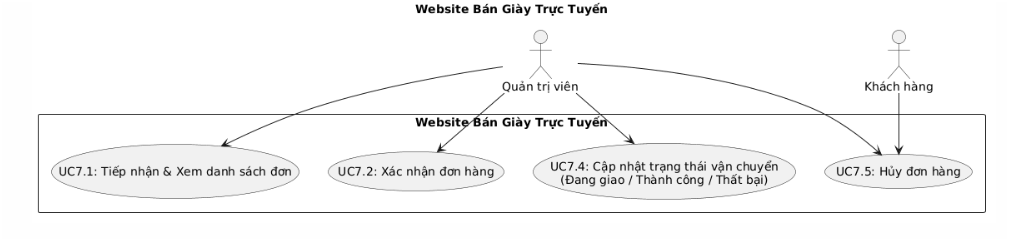 Website Bán Giày Trực Tuyến
Quản trị viên
Khách hàng
Website Bán Giày Trực Tuyến
UC7.1: Tiếp nhận & Xem danh sách đơn
UC7.2: Xác nhận đơn hàng
UC7.4: Cập nhật trạng thái vận chuyển
(Đang giao / Thành công / Thất bại)
UC7.5: Hủy đơn hàng